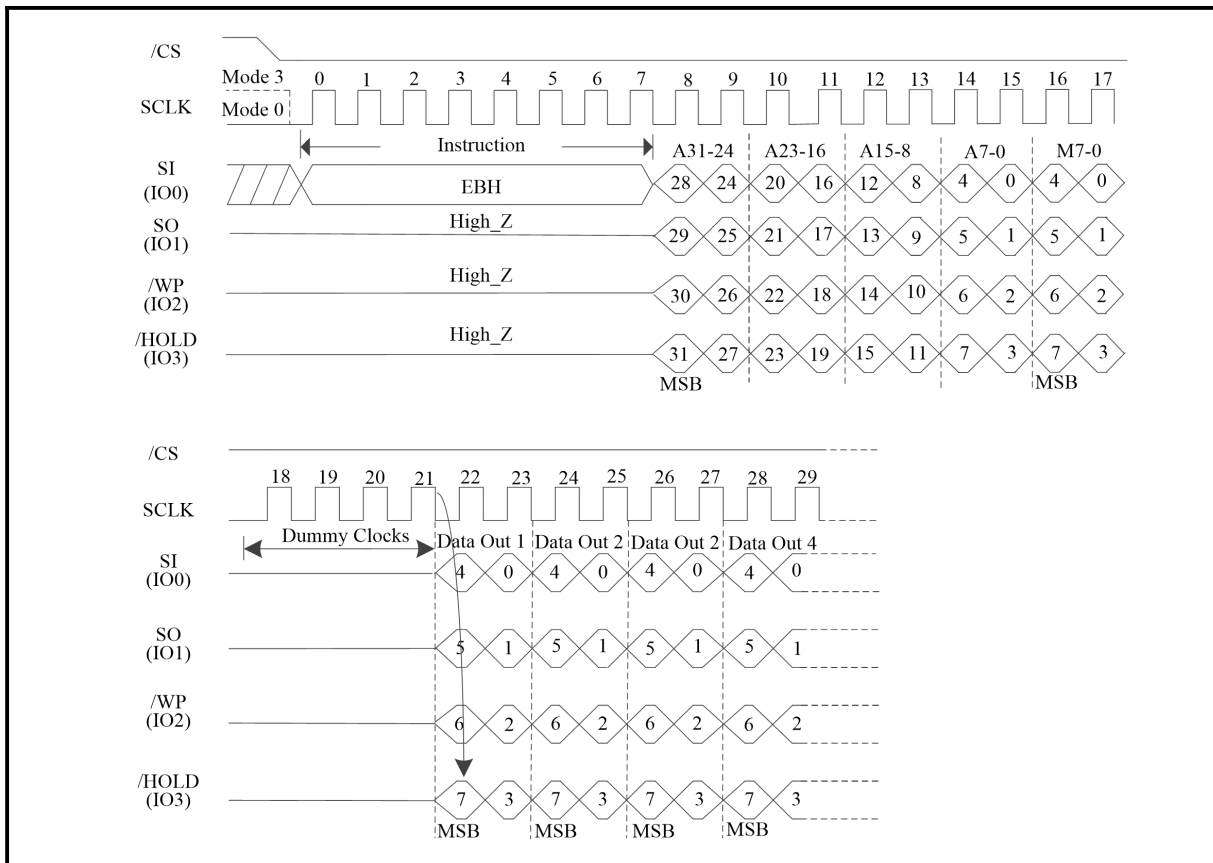 /CS
Mode 3 0 1 2 3 4 5 6 7 8 9 10 11 12 13 14 15 16 17
SCLK Mode 0
Instruction A31-24 A23-16 A15-8 A7-0 M7-0
SI
(IO0) EBH 28 24 20 16 12 8 4 0 4 0
High_Z
SO
(IO1) 29 25 21 17 13 9 5 1 5 1
High_Z
/WP
(IO2) 30 26 22 18 14 10 6 2 6 2
High_Z
/HOLD
(IO3) 31 27 23 19 15 11 7 3 7 3
MSB MSB
/CS
18 19 20 21 22 23 24 25 26 27 28 29
SCLK
Dummy Clocks Data Out 1 Data Out 2 Data Out 2 Data Out 4
SI
(IO0) 4 0 4 0 4 0 4 0
SO
(IO1) 5 1 5 1 5 1 5 1
/WP
(IO2) 6 2 6 2 6 2 6 2
/HOLD
(IO3) 7 3 7 3 7 3 7 3
MSB MSB MSB MSB